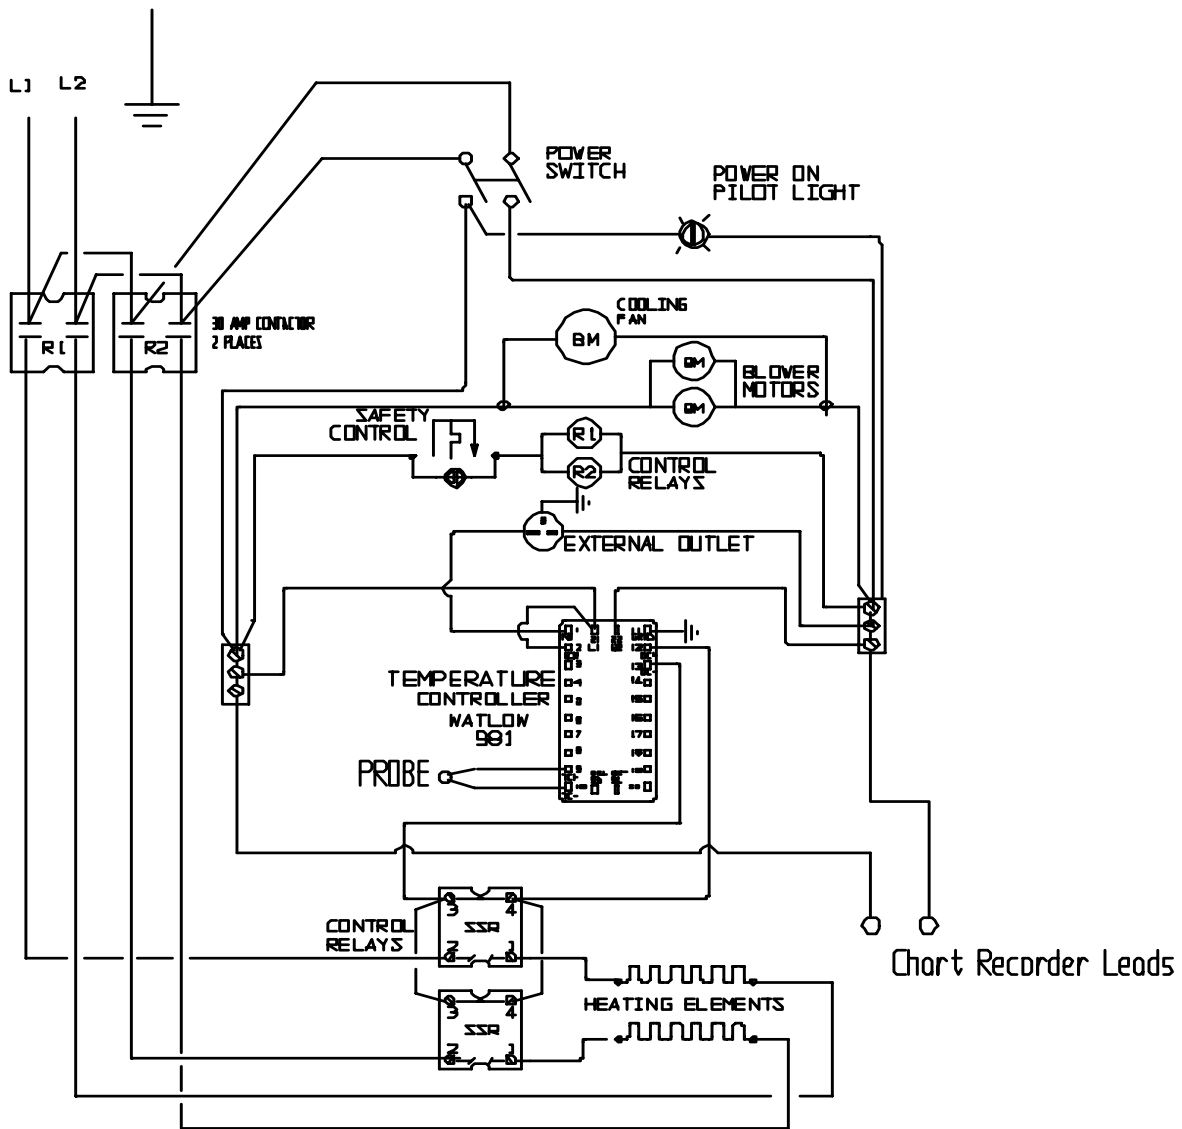 L1
L2
POWER
SWITCH
POWER ON
PILOT LIGHT
30 AMP CONTACTOR
2 PLACES
R1
R2
COOLING
FAN
BM
BM
BM
BLOWER
MOTORS
SAFETY
CONTROL
R1
R2
CONTROL
RELAYS
EXTERNAL OUTLET
TEMPERATURE
CONTROLLER
WATLOW
981
PROBE
CONTROL
RELAYS
3
4
SSR
2
1
3
4
SSR
2
1
HEATING ELEMENTS
Chart Recorder Leads